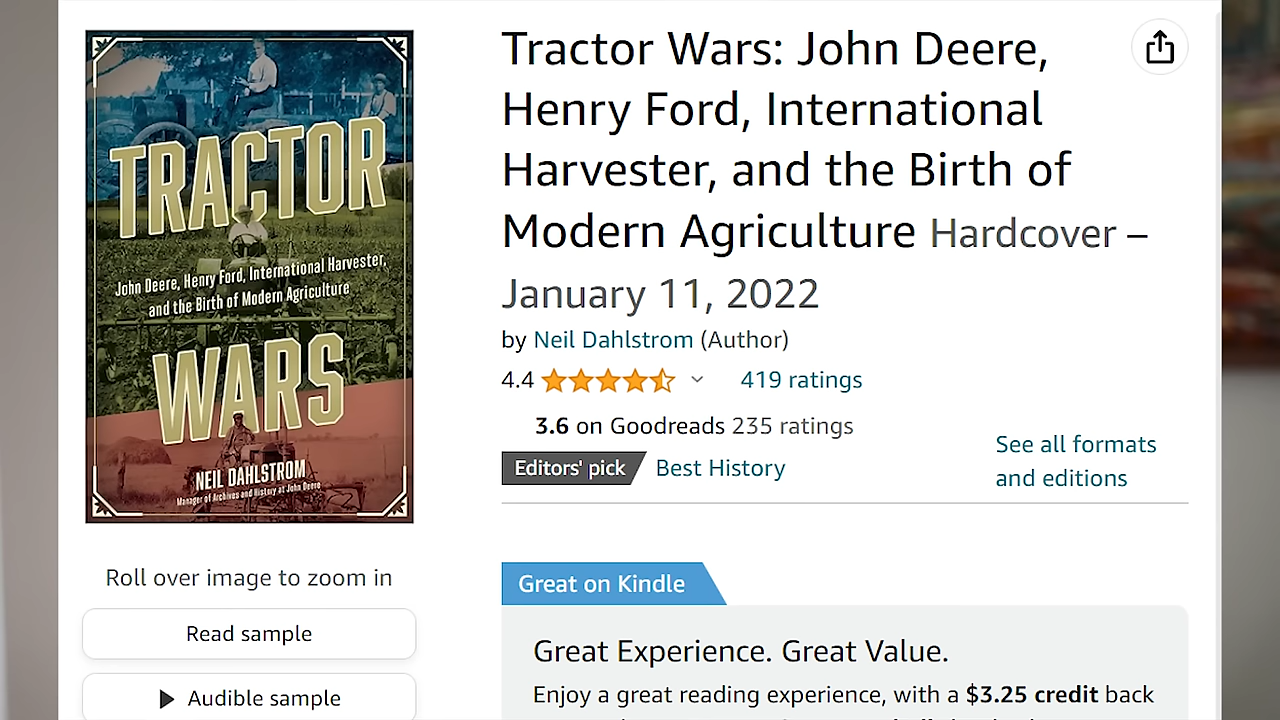 TRACTOR
John Deere, Henry Ford, International Harvester,
and the Birth of Modern Agriculture
WARS
NEIL DAHLSTROM
Manager of Archives and History at John Deere
Roll over image to zoom in
Read sample
Audible sample
Tractor Wars: John Deere,
Henry Ford, International
Harvester, and the Birth of
Modern Agriculture Hardcover –
January 11, 2022
by Neil Dahlstrom (Author)
4.4 419 ratings
3.6 on Goodreads 235 ratings
Editors' pick Best History
See all formats
and editions
Great on Kindle
Great Experience. Great Value.
Enjoy a great reading experience, with a $3.25 credit back